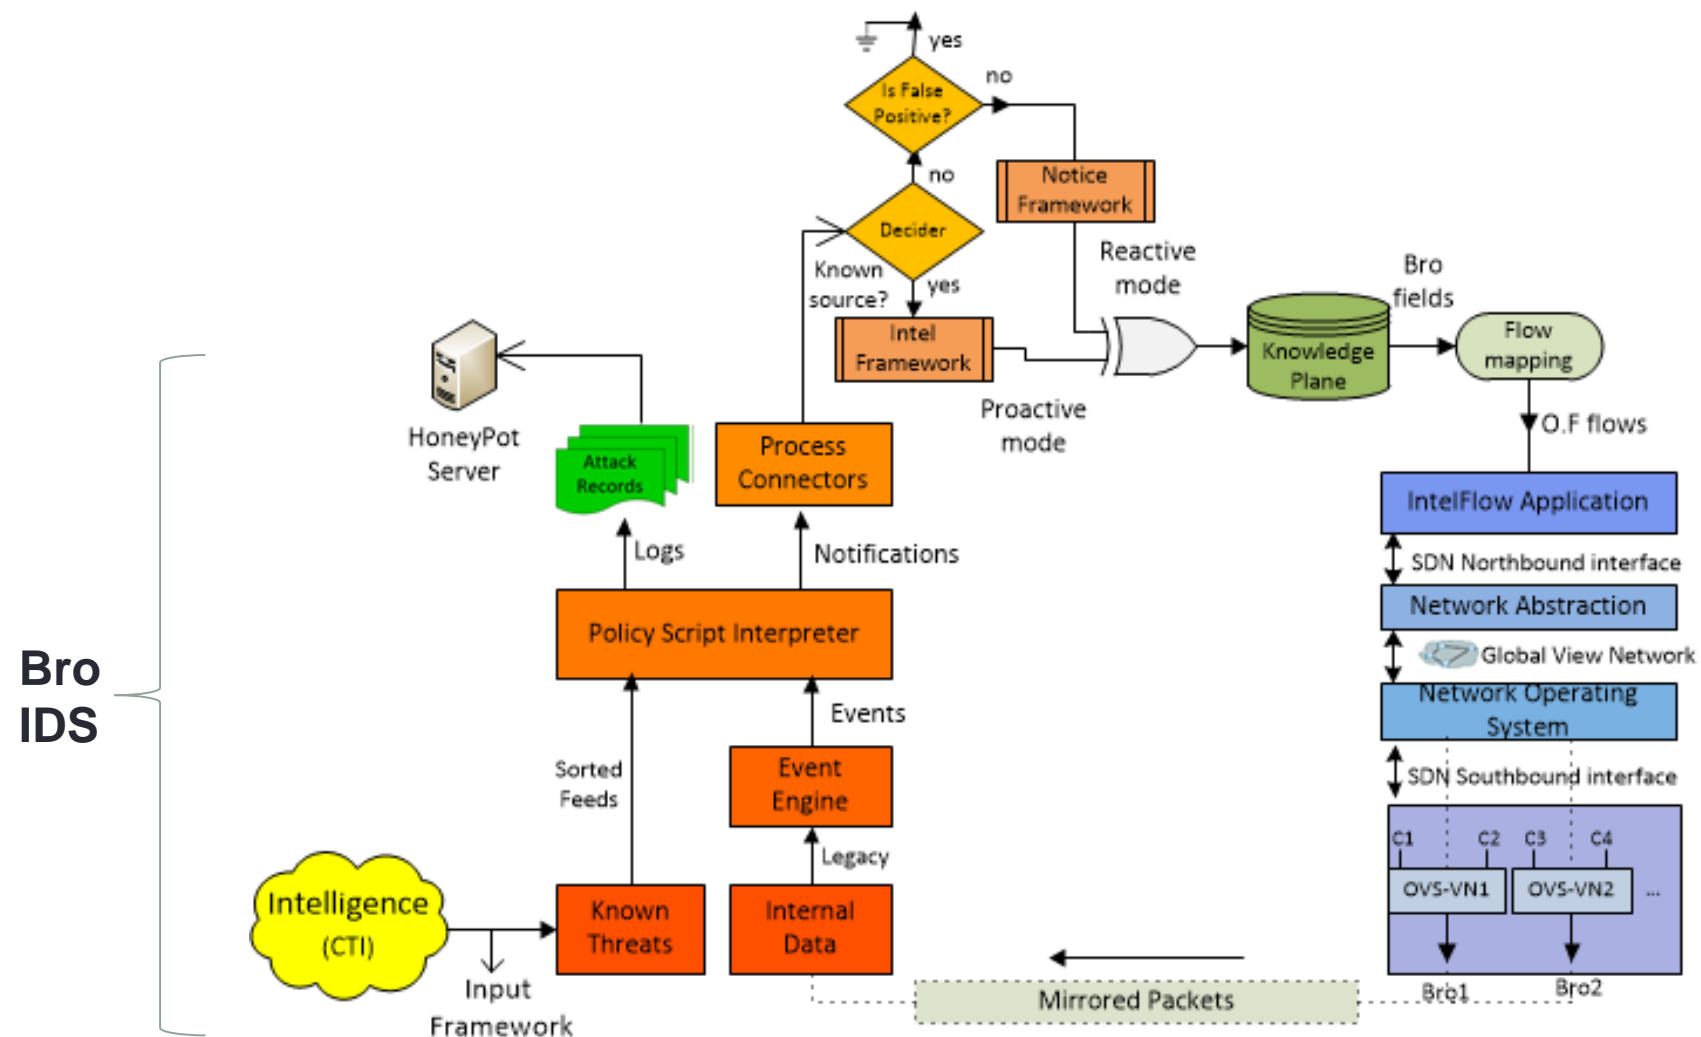 yes
Is False
Positive?
no
no
Notice
Framework
Decider
Known
source?
yes
Reactive
mode
Bro
fields
Intel
Framework
Knowledge
Plane
Flow
mapping
Proactive
mode
O.F flows
HoneyPot
Server
Attack
Records
Process
Connectors
IntelFlow Application
Logs
Notifications
SDN Northbound interface
Network Abstraction
Policy Script Interpreter
Global View Network
Bro
IDS
Network Operating
System
Events
Sorted
Feeds
Event
Engine
SDN Southbound interface
C1
C2
C3
C4
Legacy
OVS-VN1
OVS-VN2
...
Intelligence
(CTI)
Known
Threats
Internal
Data
Input
Framework
Mirrored Packets
Bro1
Bro2